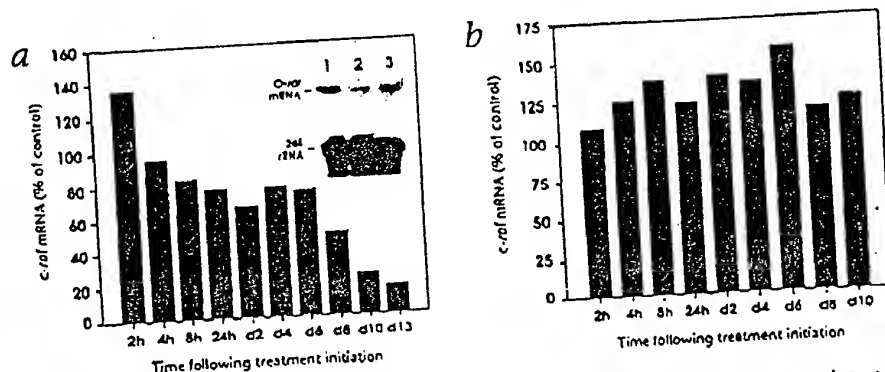 a
160
140
120
100
80
60
40
20
0
c-raf mRNA (% of control)
1 2 3
C-raf
mRNA
rRNA
2h 4h 8h 24h d2 d4 d6 d8 d10 d13
Time following treatment initiation
b
175
150
125
100
75
50
25
0
c-raf mRNA (% of control)
2h 4h 8h 24h d2 d4 d6 d8 d10
Time following treatment initiation